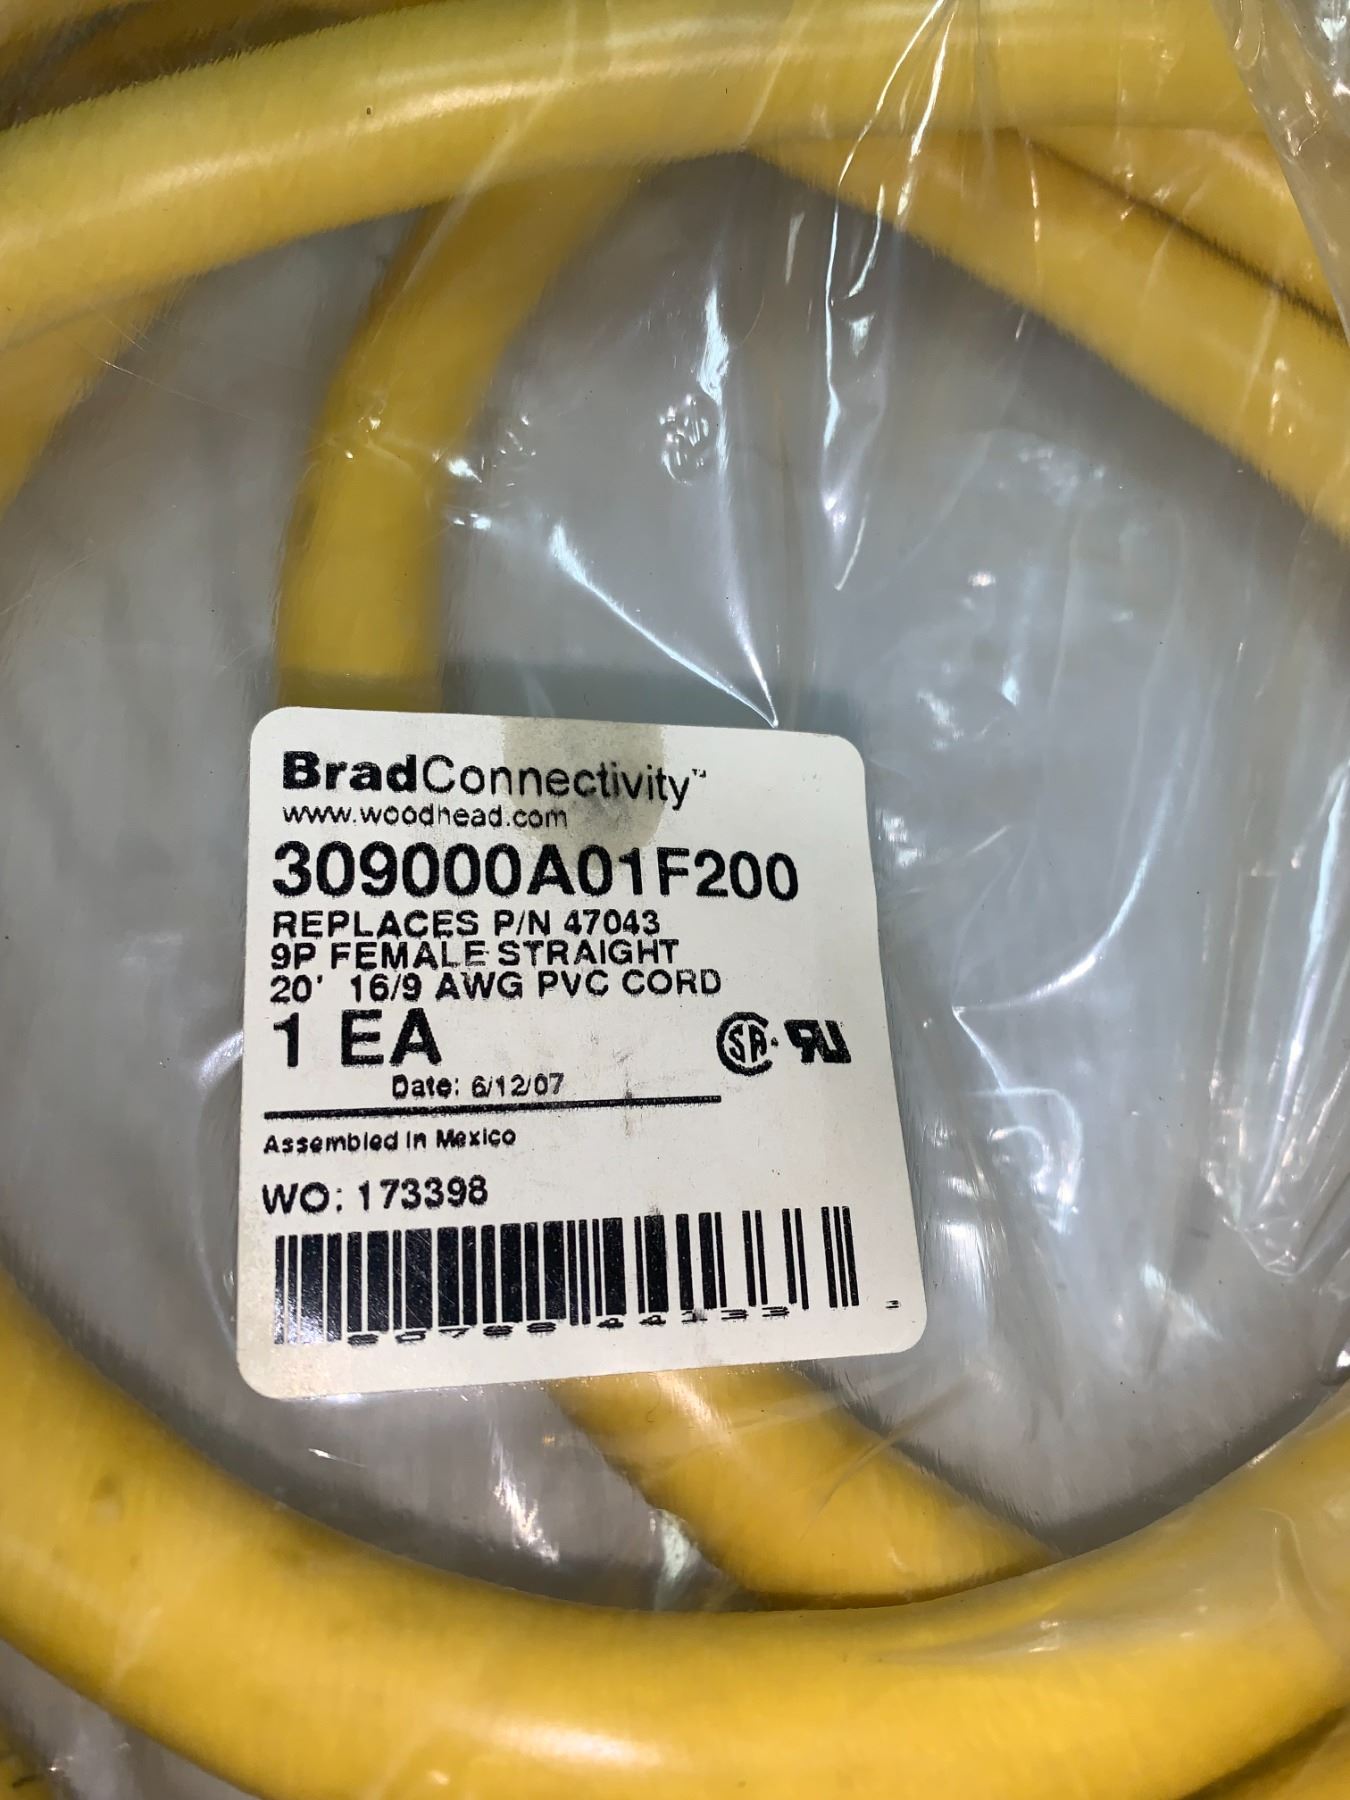 BradConnectivity™
www.woodhead.com
309000A01F200
REPLACES P/N 47043
9P FEMALE STRAIGHT
20' 16/9 AWG PVC CORD
1 EA
Date: 6/12/07
Assembled in Mexico
WO: 173398